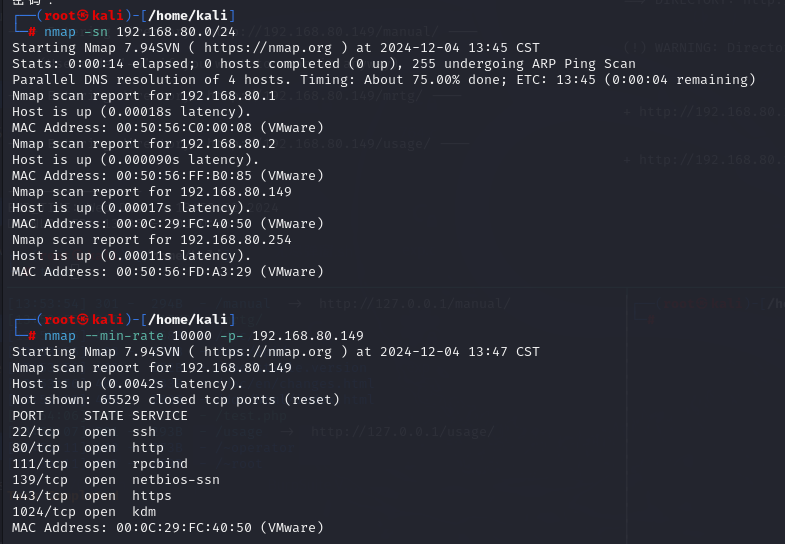 密码：
┌──(root㉿kali)-[/home/kali]
└─# nmap -sn 192.168.80.0/24
Starting Nmap 7.94SVN ( https://nmap.org ) at 2024-12-04 13:45 CST
Stats: 0:00:14 elapsed; 0 hosts completed (0 up), 255 undergoing ARP Ping Scan
Parallel DNS resolution of 4 hosts. Timing: About 75.00% done; ETC: 13:45 (0:00:04 remaining)
Nmap scan report for 192.168.80.1
Host is up (0.00018s latency).
MAC Address: 00:50:56:C0:00:08 (VMware)
Nmap scan report for 192.168.80.2
Host is up (0.000090s latency).
MAC Address: 00:50:56:FF:B0:85 (VMware)
Nmap scan report for 192.168.80.149
Host is up (0.00017s latency).
MAC Address: 00:0C:29:FC:40:50 (VMware)
Nmap scan report for 192.168.80.254
Host is up (0.00011s latency).
MAC Address: 00:50:56:FD:A3:29 (VMware)
┌──(root㉿kali)-[/home/kali]
└─# nmap --min-rate 10000 -p- 192.168.80.149
Starting Nmap 7.94SVN ( https://nmap.org ) at 2024-12-04 13:47 CST
Nmap scan report for 192.168.80.149
Host is up (0.0042s latency).
Not shown: 65529 closed tcp ports (reset)
PORT     STATE SERVICE
22/tcp   open  ssh
80/tcp   open  http
111/tcp  open  rpcbind
139/tcp  open  netbios-ssn
443/tcp  open  https
1024/tcp open  kdm
MAC Address: 00:0C:29:FC:40:50 (VMware)